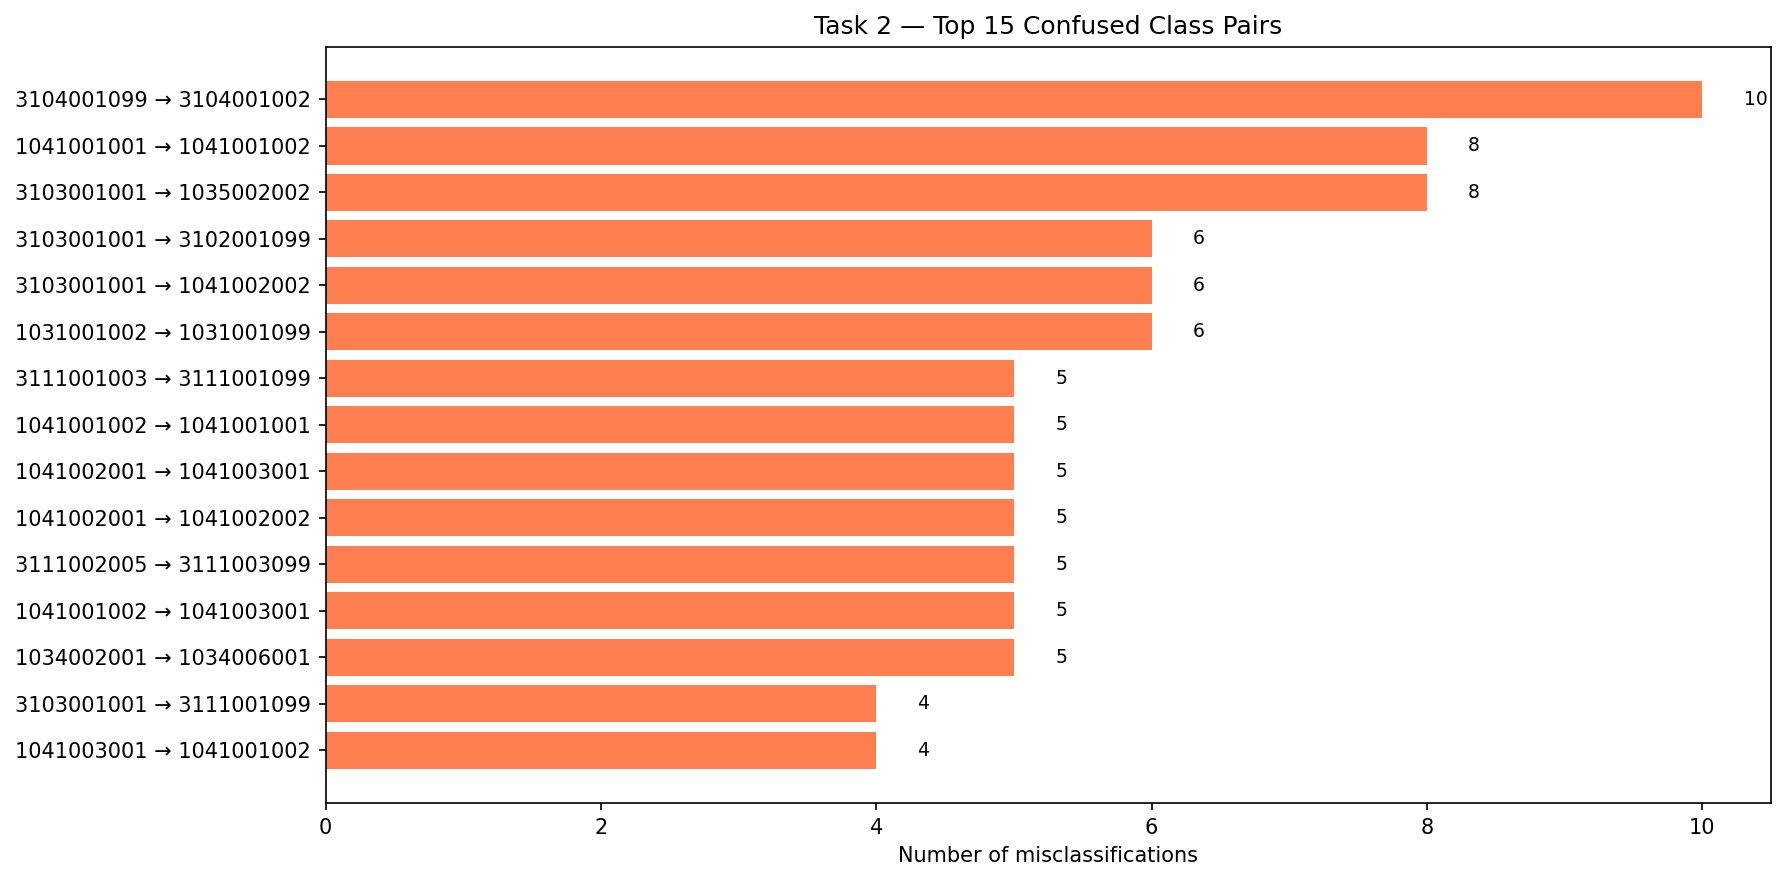 Task 2 — Top 15 Confused Class Pairs
3104001099 → 3104001002 10
1041001001 → 1041001002 8
3103001001 → 1035002002 8
3103001001 → 3102001099 6
3103001001 → 1041002002 6
1031001002 → 1031001099 6
3111001003 → 3111001099 5
1041001002 → 1041001001 5
1041002001 → 1041003001 5
1041002001 → 1041002002 5
3111002005 → 3111003099 5
1041001002 → 1041003001 5
1034002001 → 1034006001 5
3103001001 → 3111001099 4
1041003001 → 1041001002 4
0 2 4 6 8 10
Number of misclassifications